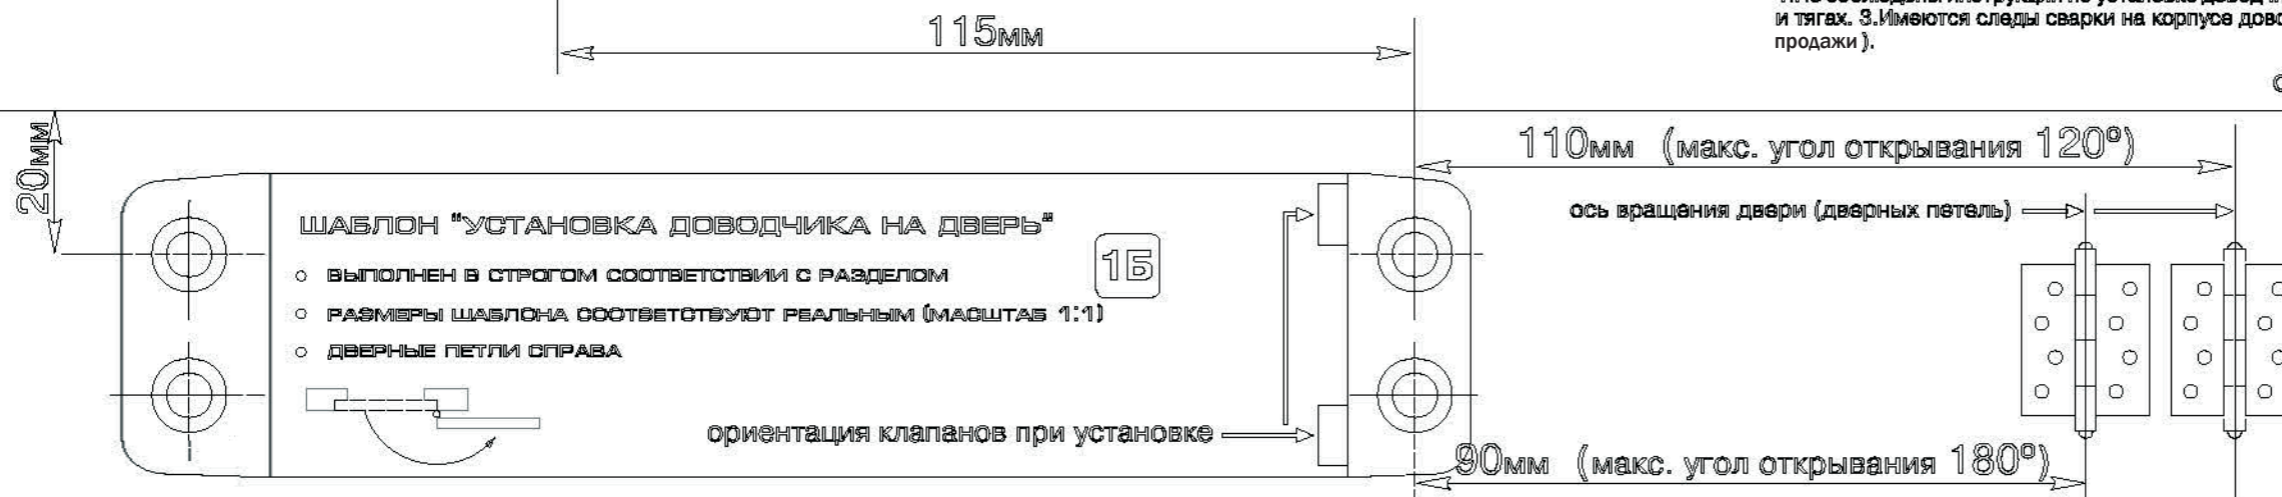 и тягах. 3.Имеются следы сварки на корпусе дово
продажи ).
115мм
20мм
110мм (макс. угол открывания 120º)
ось вращения двери (дверных петель)
ШАБЛОН "УСТАНОВКА ДОВОДЧИКА НА ДВЕРЬ"
1Б
ВЫПОЛНЕН В СТРОГОМ СООТВЕТСТВИИ С РАЗДЕЛОМ
РАЗМЕРЫ ШАБЛОНА СООТВЕТСТВУЮТ РЕАЛЬНЫМ (МАСШТАБ 1:1)
ДВЕРНЫЕ ПЕТЛИ СПРАВА
ориентация клапанов при установке
90мм (макс. угол открывания 180º)